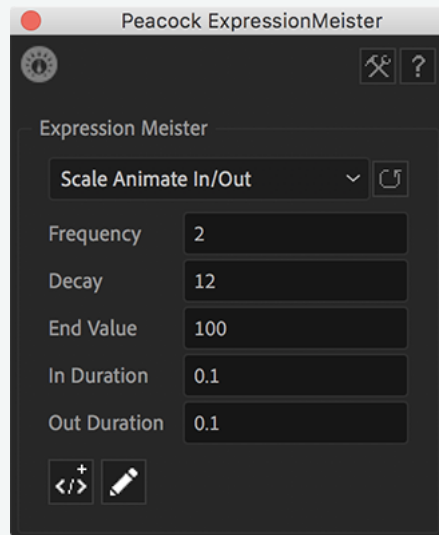 Peacock ExpressionMeister
?
Expression Meister
Scale Animate In/Out
Frequency 2
Decay 12
End Value 100
In Duration 0.1
Out Duration 0.1
</> +